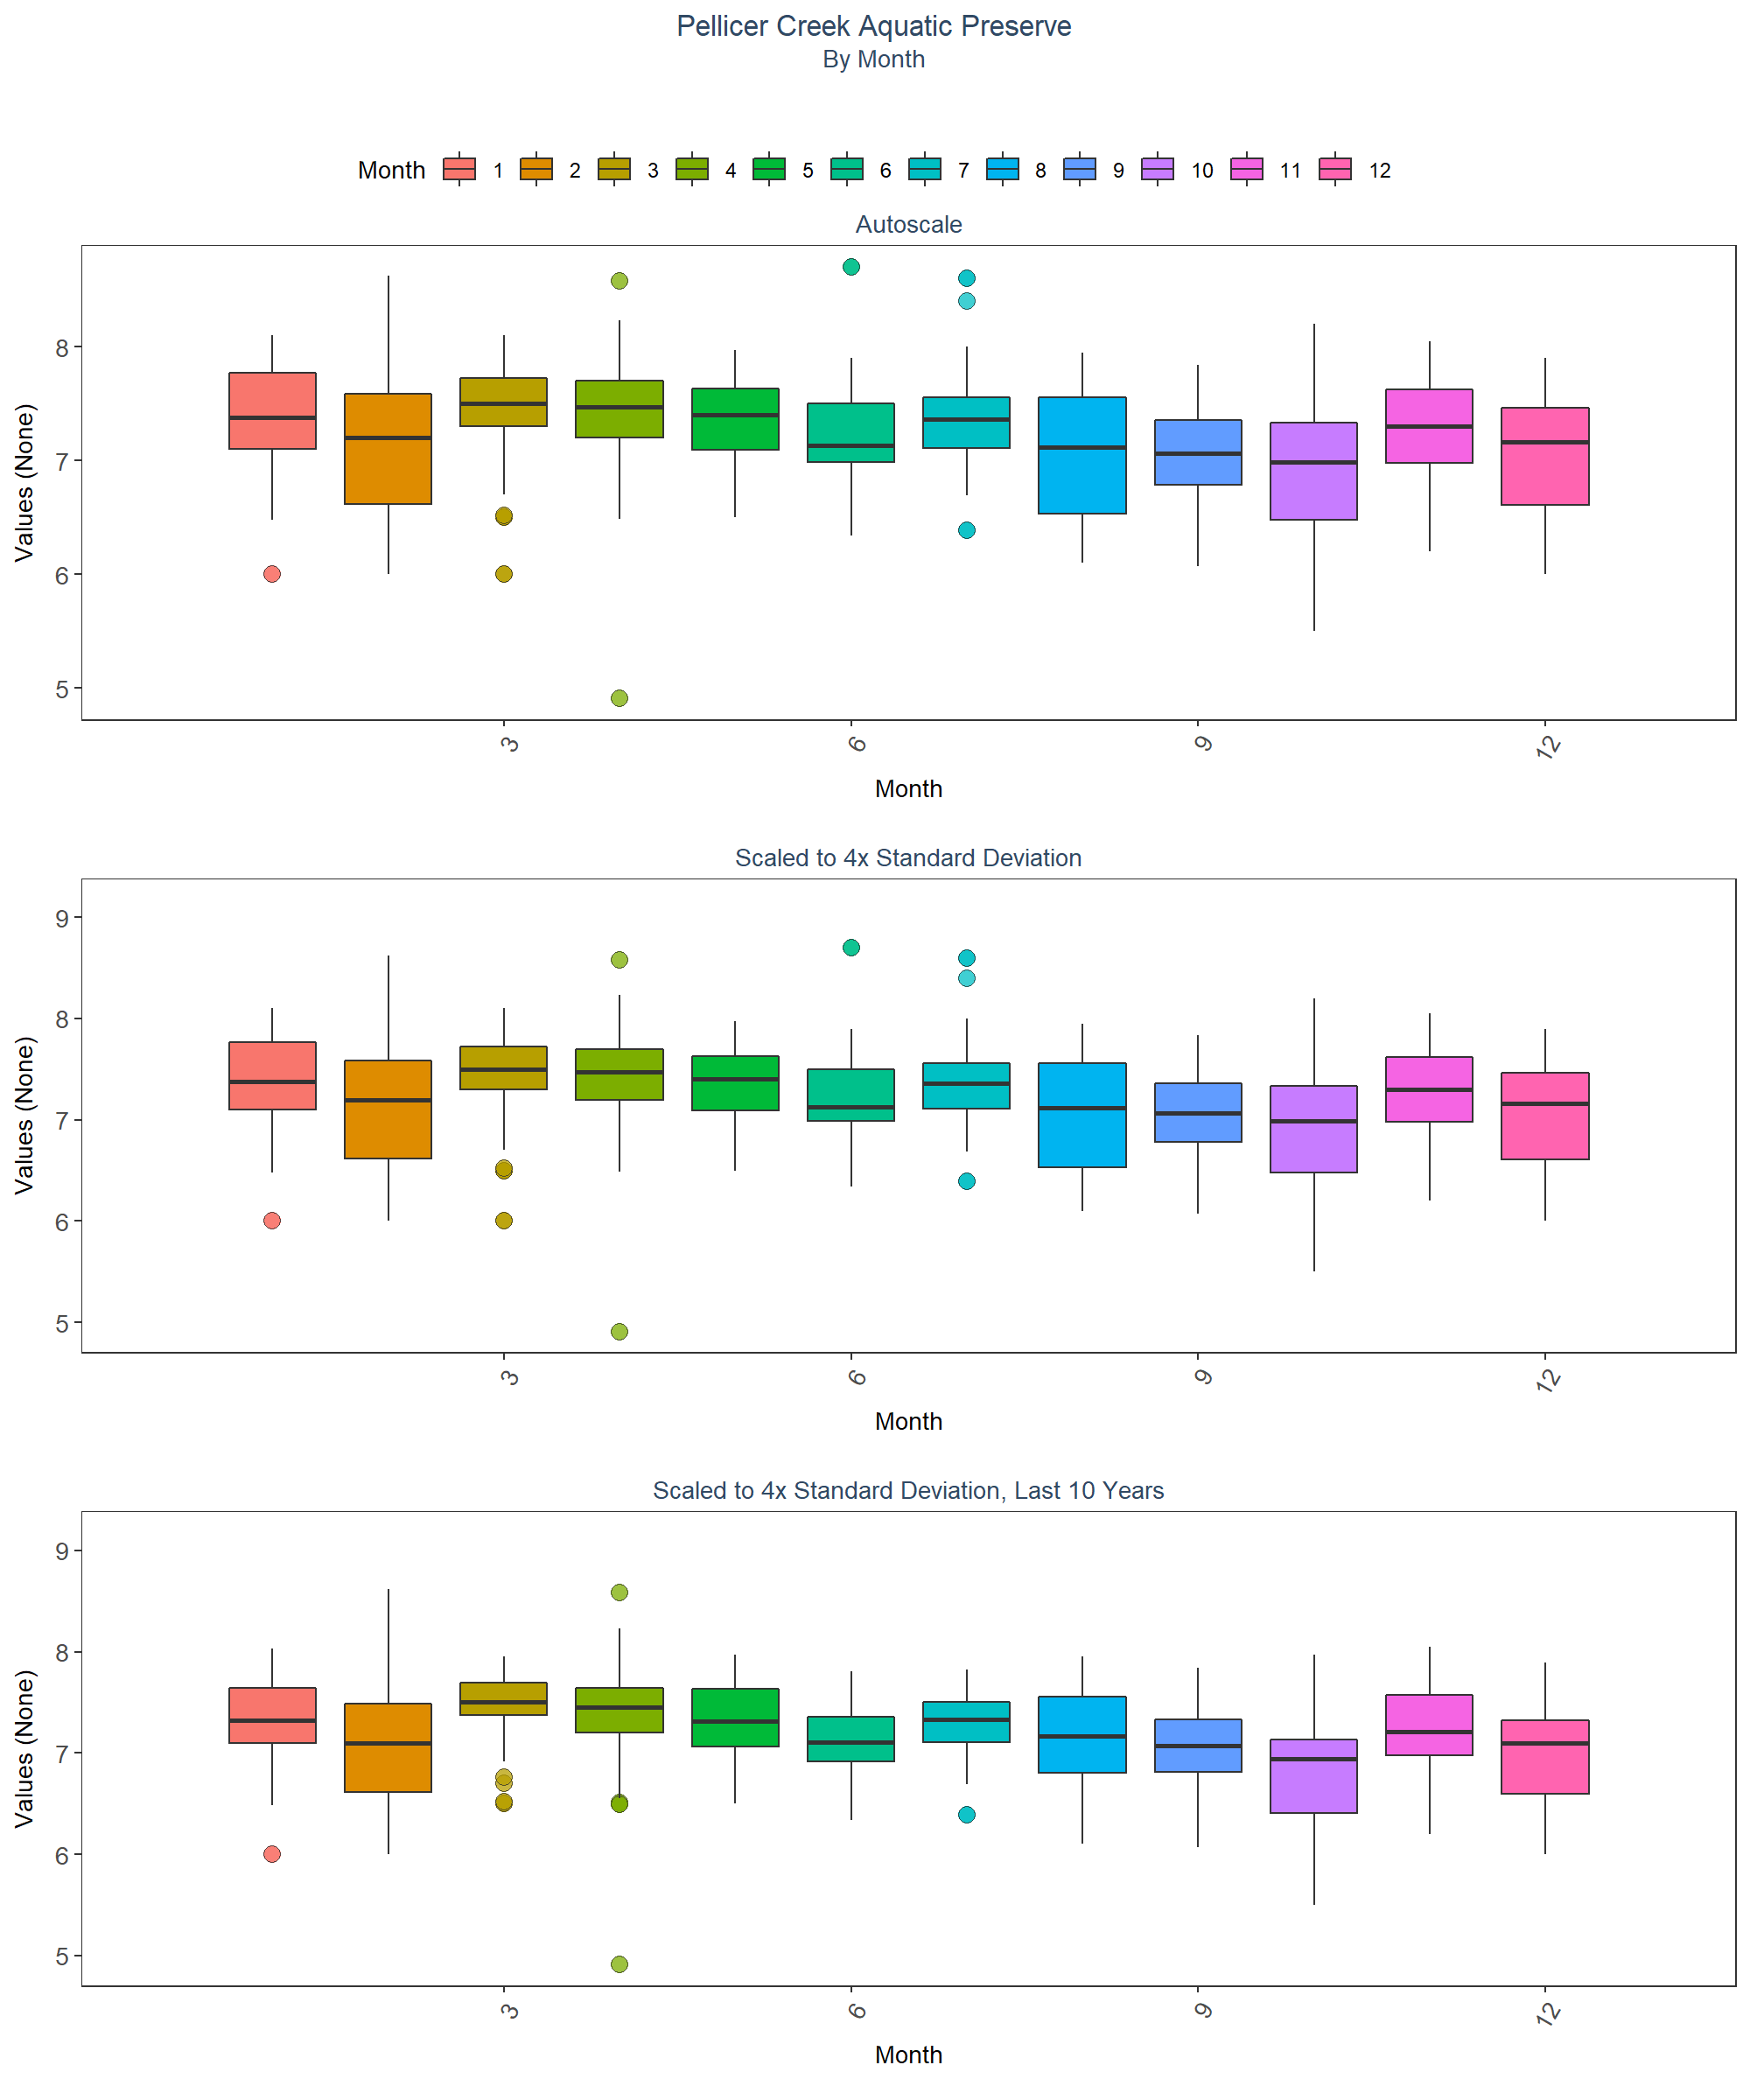 Pellicer Creek Aquatic Preserve
By Month
Month 1 2 3 4 5 6 7 8 9 10 11 12
Autoscale
Values (None)
8
7
6
5
3 6 9 12
Month
Scaled to 4x Standard Deviation
Values (None)
9
8
7
6
5
3 6 9 12
Month
Scaled to 4x Standard Deviation, Last 10 Years
Values (None)
9
8
7
6
5
3 6 9 12
Month